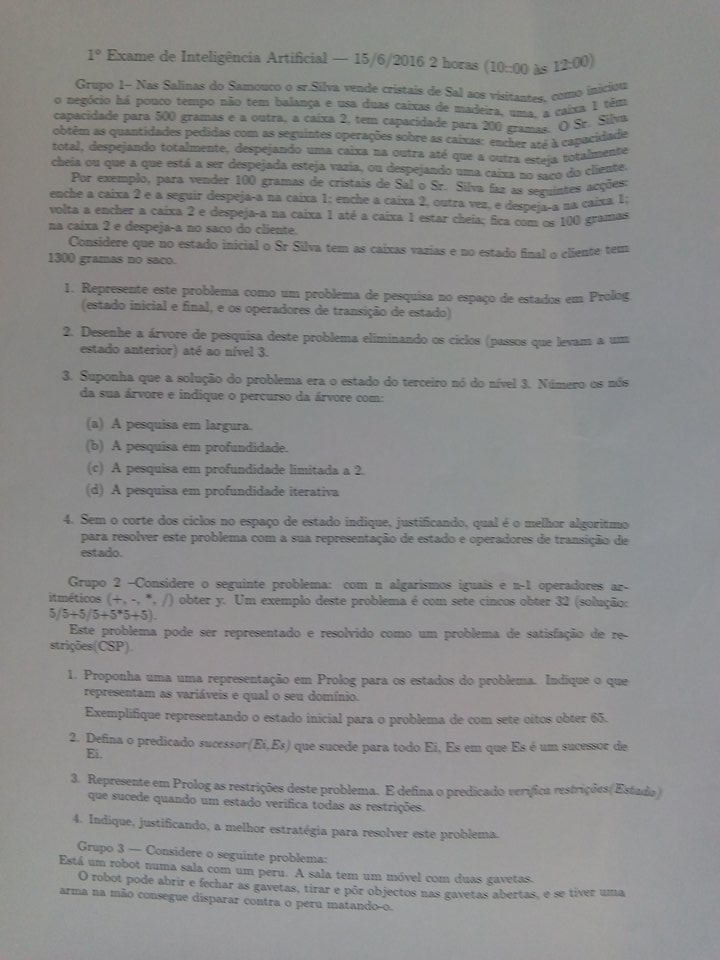 1º Exame de Inteligência Artificial — 15/6/2016 2 horas (10::00 às 12:00)
Grupo 1– Nas Salinas do Samouco o sr.Silva vende cristais de Sal aos visitantes, como iniciou
o negócio há pouco tempo não tem balança e usa duas caixas de madeira, uma, a caixa 1 têm
capacidade para 500 gramas e a outra, a caixa 2, tem capacidade para 200 gramas. O Sr. Silva
obtêm as quantidades pedidas com as seguintes operações sobre as caixas: encher até à capacidade
total, despejando totalmente, despejando uma caixa na outra até que a outra esteja totalmente
cheia ou que a que está a ser despejada esteja vazia, ou despejando uma caixa no saco do cliente.
Por exemplo, para vender 100 gramas de cristais de Sal o Sr. Silva faz as seguintes acções:
enche a caixa 2 e a seguir despeja-a na caixa 1; enche a caixa 2, outra vez, e despeja-a na caixa 1;
volta a encher a caixa 2 e despeja-a na caixa 1 até a caixa 1 estar cheia; fica com os 100 gramas
na caixa 2 e despeja-a no saco do cliente.
Considere que no estado inicial o Sr Silva tem as caixas vazias e no estado final o cliente tem
1300 gramas no saco.
1. Represente este problema como um problema de pesquisa no espaço de estados em Prolog
(estado inicial e final, e os operadores de transição de estado)
2. Desenhe a árvore de pesquisa deste problema eliminando os ciclos (passos que levam a um
estado anterior) até ao nível 3.
3. Suponha que a solução do problema era o estado do terceiro nó do nível 3. Número os nós
da sua árvore e indique o percurso da árvore com:
(a) A pesquisa em largura.
(b) A pesquisa em profundidade.
(c) A pesquisa em profundidade limitada a 2.
(d) A pesquisa em profundidade iterativa
4. Sem o corte dos ciclos no espaço de estado indique, justificando, qual é o melhor algoritmo
para resolver este problema com a sua representação de estado e operadores de transição de
estado.
Grupo 2 –Considere o seguinte problema: com n algarismos iguais e n-1 operadores ar-
itméticos (+, -, *, /) obter y. Um exemplo deste problema é com sete cincos obter 32 (solução:
5/5+5/5+5*5+5).
Este problema pode ser representado e resolvido como um problema de satisfação de re-
strições(CSP).
1. Proponha uma uma representação em Prolog para os estados do problema. Indique o que
representam as variáveis e qual o seu domínio.
Exemplifique representando o estado inicial para o problema de com sete oitos obter 65.
2. Defina o predicado sucessor(Ei,Es) que sucede para todo Ei, Es em que Es é um sucessor de
Ei.
3. Represente em Prolog as restrições deste problema. E defina o predicado verifica restrições(Estado)
que sucede quando um estado verifica todas as restrições.
4. Indique, justificando, a melhor estratégia para resolver este problema.
Grupo 3 — Considere o seguinte problema:
Está um robot numa sala com um peru. A sala tem um móvel com duas gavetas.
O robot pode abrir e fechar as gavetas, tirar e pôr objectos nas gavetas abertas, e se tiver uma
arma na mão consegue disparar contra o peru matando-o.